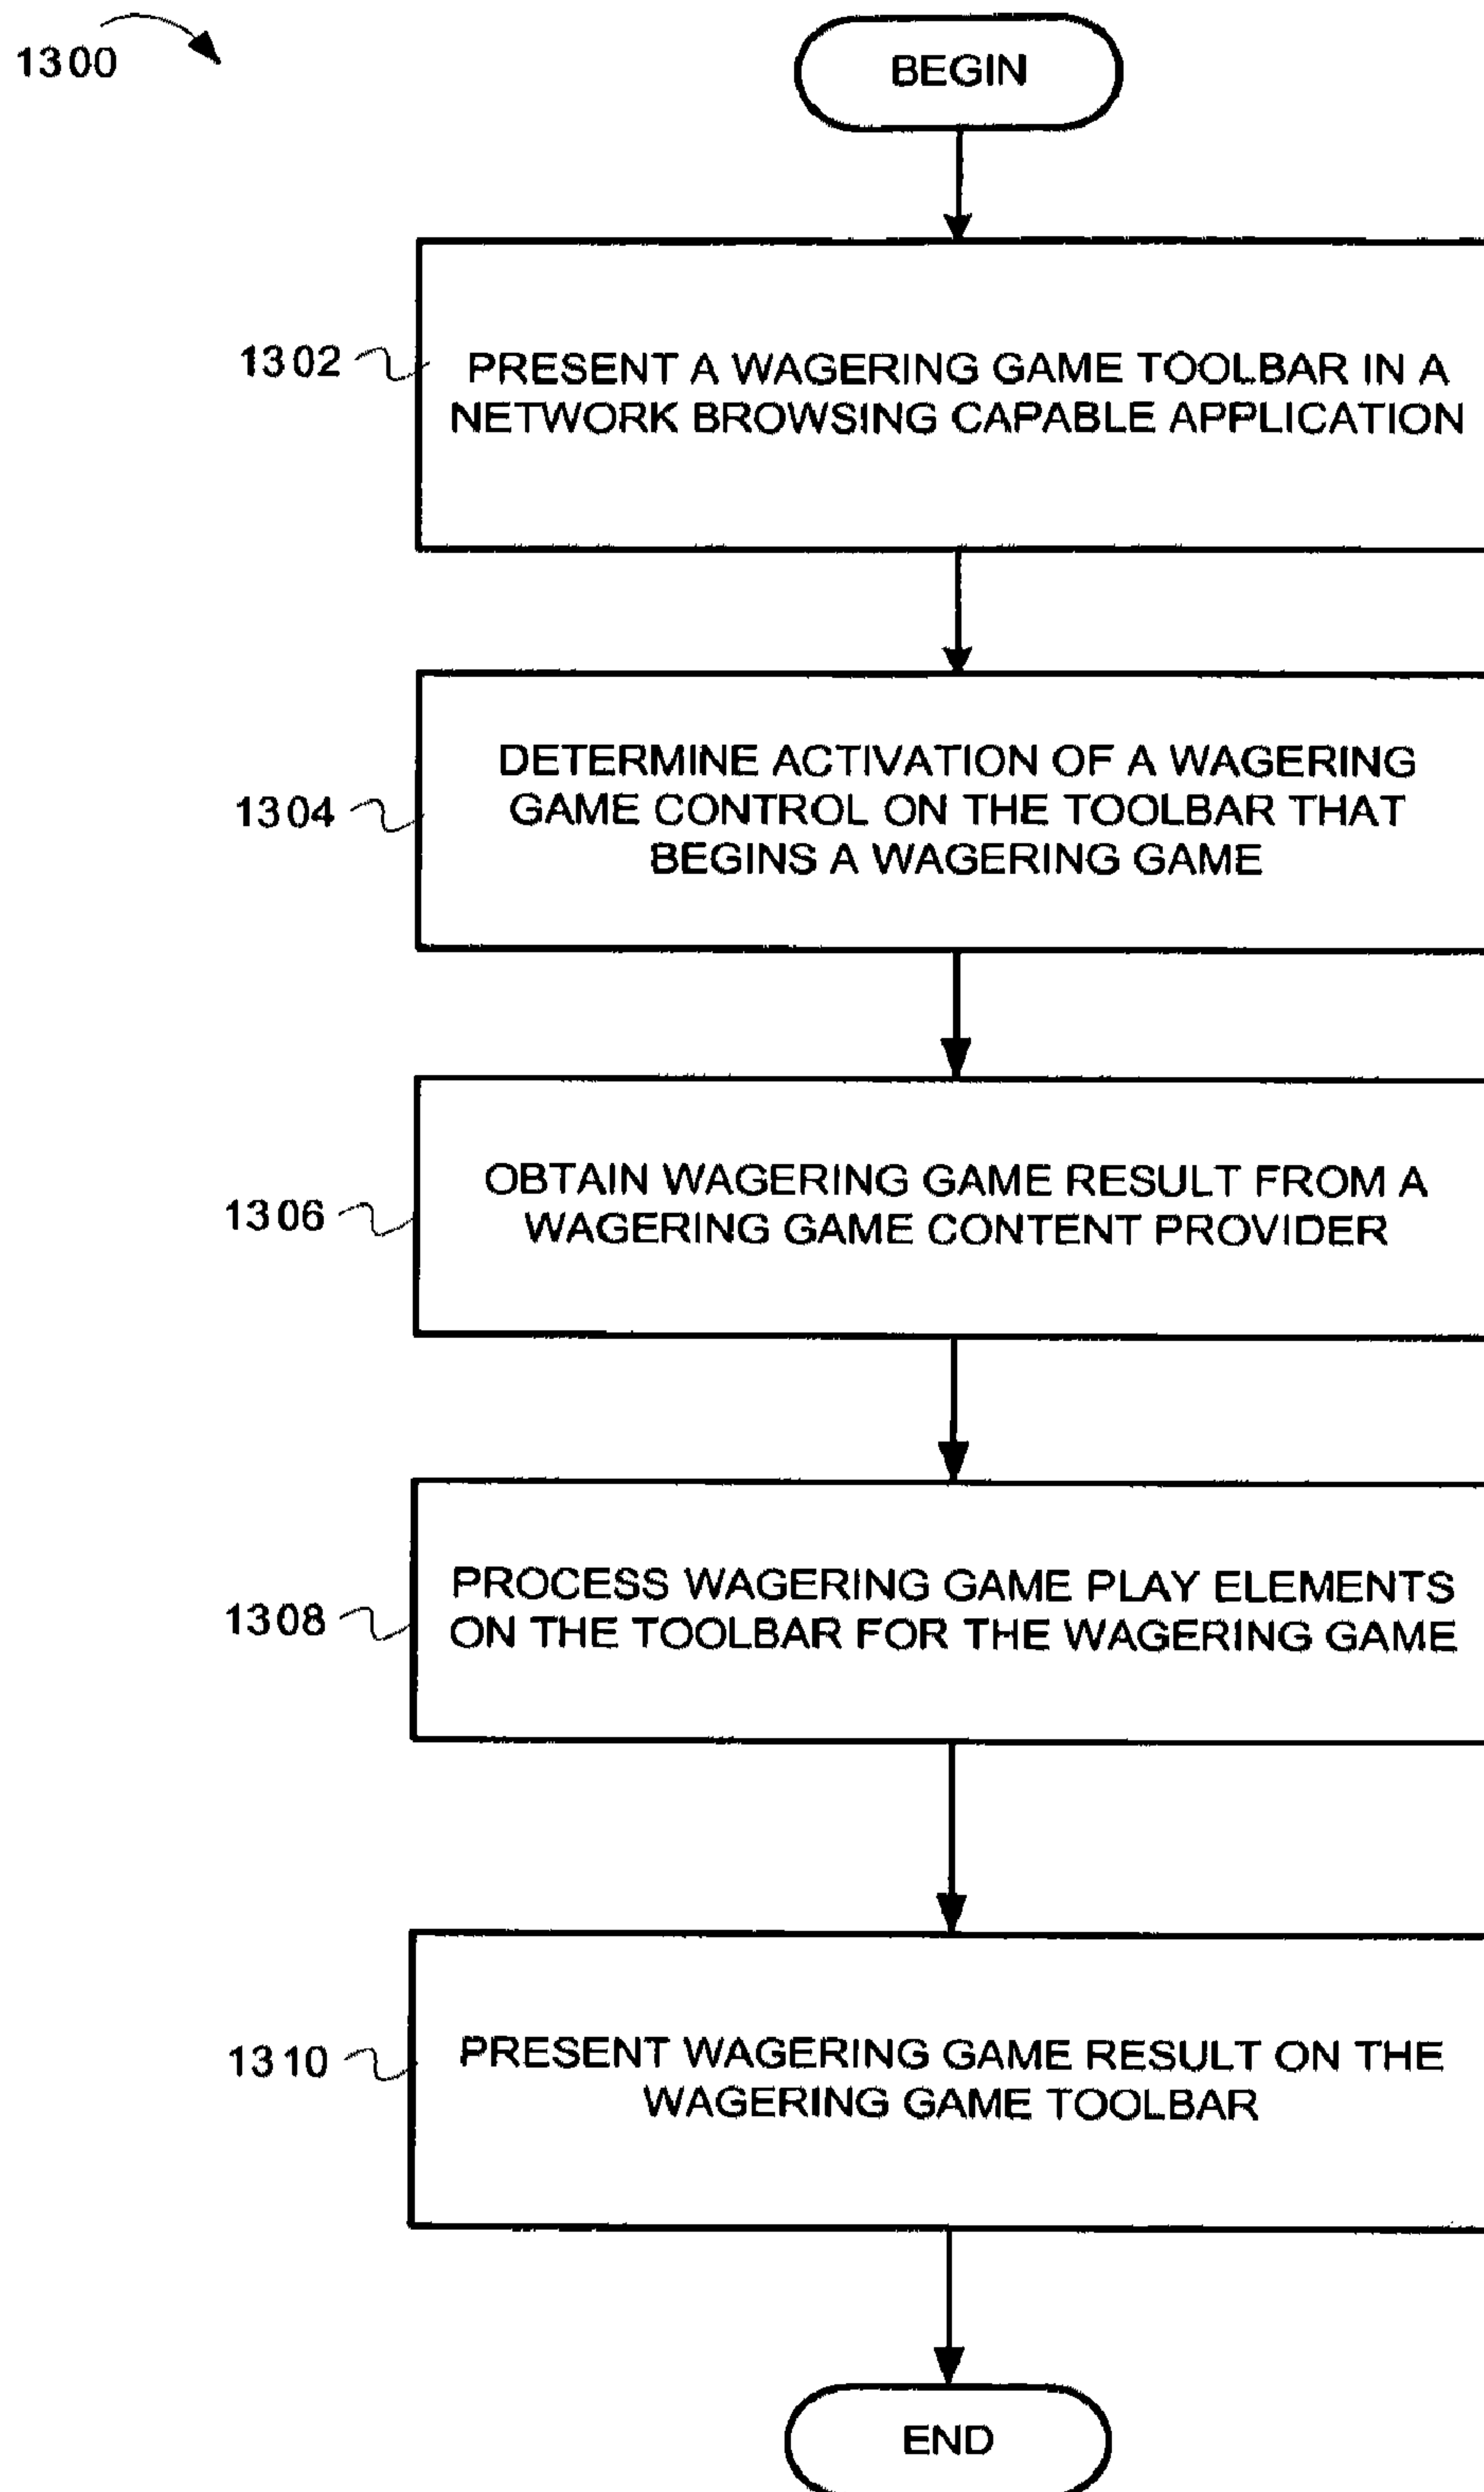 1300
BEGIN
1302
PRESENT A WAGERING GAME TOOLBAR IN A
NETWORK BROWSING CAPABLE APPLICATION
1304
DETERMINE ACTIVATION OF A WAGERING
GAME CONTROL ON THE TOOLBAR THAT
BEGINS A WAGERING GAME
1306
OBTAIN WAGERING GAME RESULT FROM A
WAGERING GAME CONTENT PROVIDER
1308
PROCESS WAGERING GAME PLAY ELEMENTS
ON THE TOOLBAR FOR THE WAGERING GAME
1310
PRESENT WAGERING GAME RESULT ON THE
WAGERING GAME TOOLBAR
END